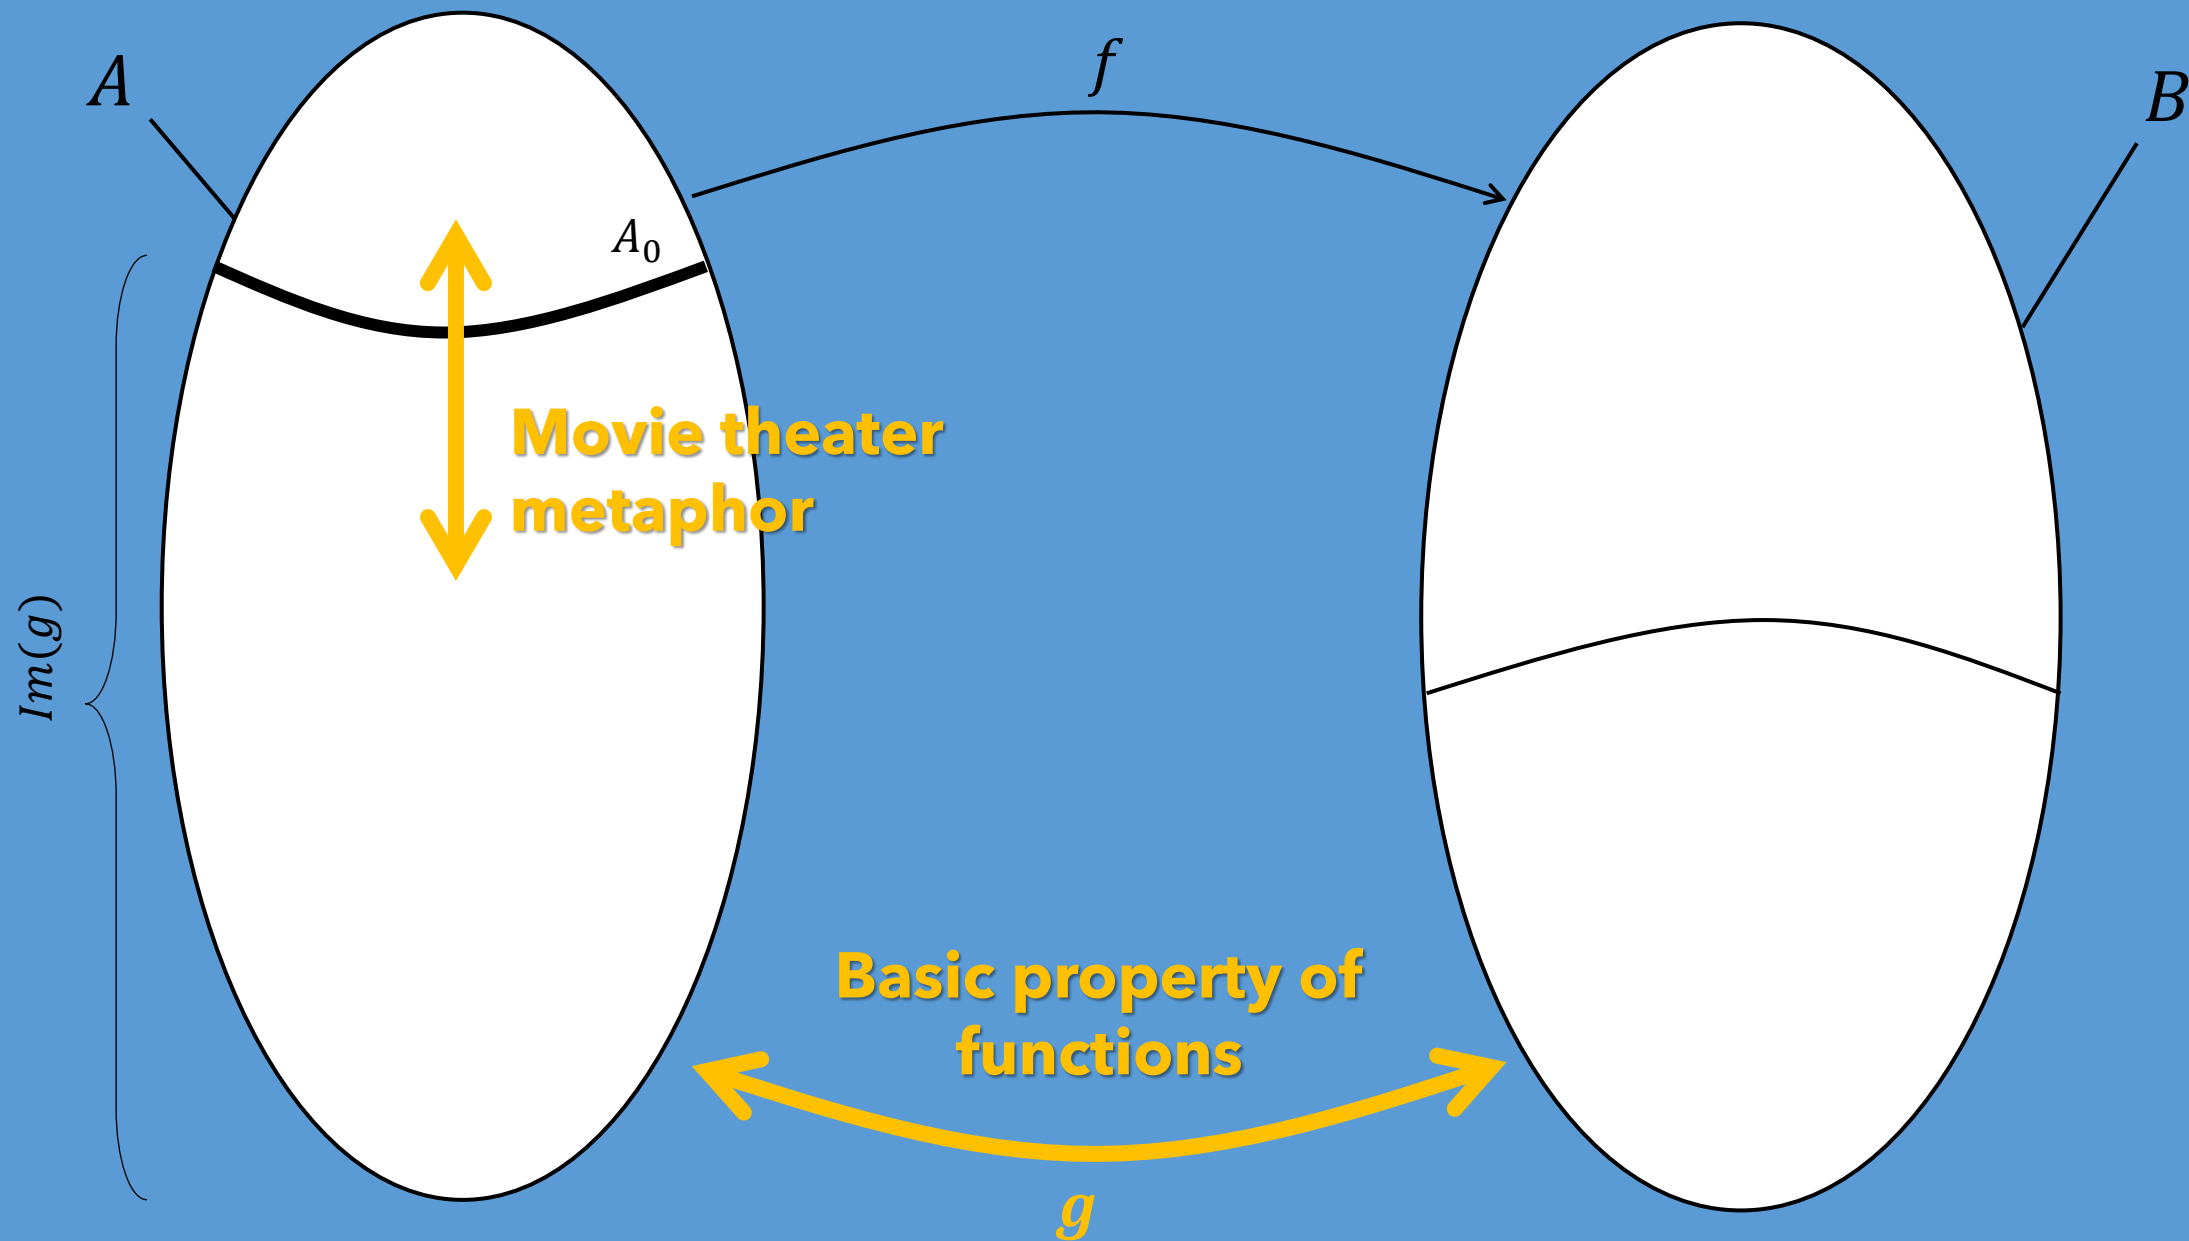 A
f
B
A₀
Movie theater
metaphor
Im(g)
Basic property of
functions
g